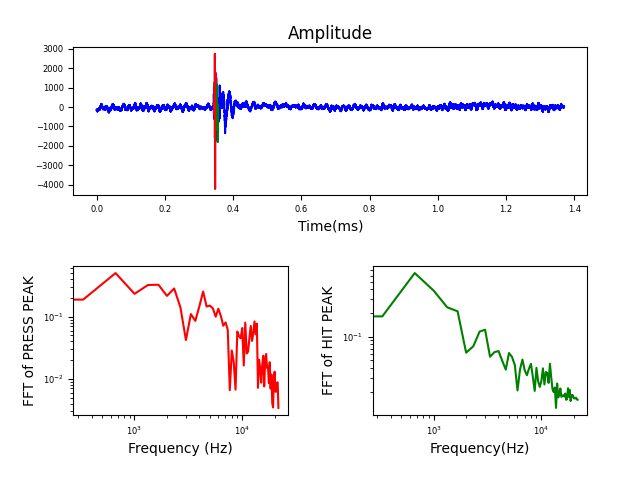 Amplitude
3000
2000
1000
0
−1000
−2000
−3000
−4000
0.0 0.2 0.4 0.6 0.8 1.0 1.2 1.4
Time(ms)
FFT of PRESS PEAK
10⁻¹
10⁻²
10³ 10⁴
Frequency (Hz)
FFT of HIT PEAK
10⁻¹
10³ 10⁴
Frequency(Hz)